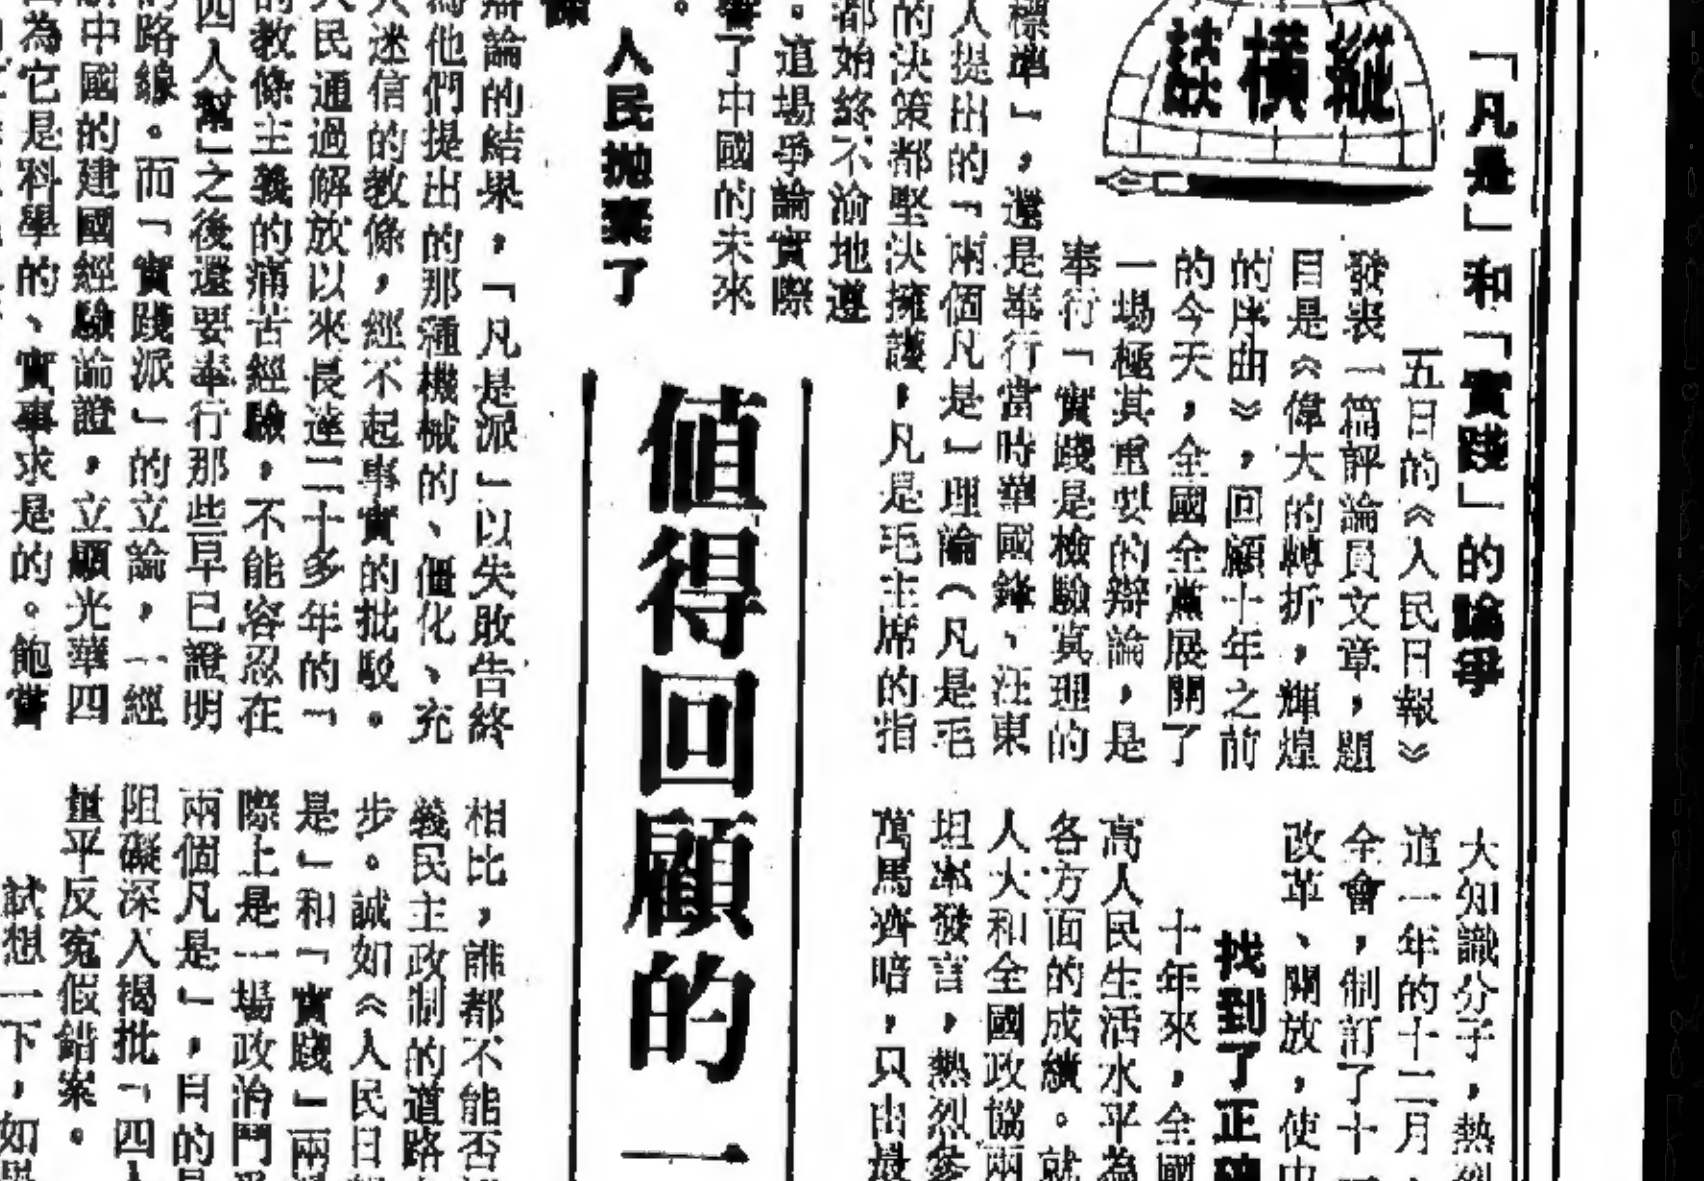 縱橫談
「凡是」和「實踐」的論爭
五日的《人民日報》
發表一篇評論員文章，題
目是《偉大的轉折，輝煌
的序曲》，回顧十年之前
的今天，全國全黨展開了
一場極其重要的辯論，是
奉行「實踐是檢驗真理的
標準」，還是奉行當時華國鋒、汪東
人提出的「兩個凡是」理論（凡是毛
的決策都堅決擁護，凡是毛主席的指
都始終不渝地遵
。這場爭論實際
了中國的未來
。
值得回顧的一
人民拋棄了
辯論的結果，「凡是派」以失敗告終
為他們提出的那種機械的、僵化、充
迷信的教條，經不起事實的批駁。
人民通過解放以來長達二十多年的「
的教條主義的痛苦經驗，不能容忍在
四人幫」之後還要奉行那些早已證明
路線。而「實踐派」的立論，一經
中國的建國經驗論證，立顯光華四
為它是科學的、實事求是的。飽嘗
大知識分子，熱烈
這一年的十二月
全會，制訂了十一
改革、開放，使中
找到了正確
十年來，全國
高人民生活水平為
各方面的成績。就
人大和全國政協兩
坦率發言，熱烈參
萬馬齊喑，只由最
相比，誰都不能否
義民主政制的道路
步。誠如《人民日報
是」和「實踐」兩
際上是一場政治鬥爭
兩個凡是」，目的是
阻礙深入揭批「四人
量平反冤假錯案。
試想一下，如果